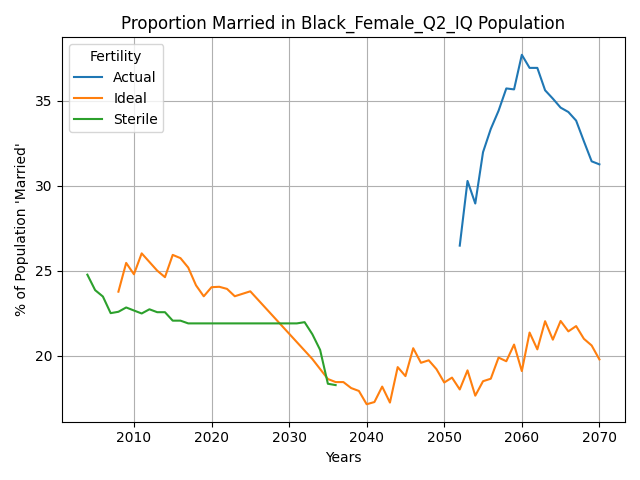 Proportion Married in Black_Female_Q2_IQ Population
Fertility
Actual
Ideal
Sterile
% of Population 'Married'
35
30
25
20
2010 2020 2030 2040 2050 2060 2070
Years